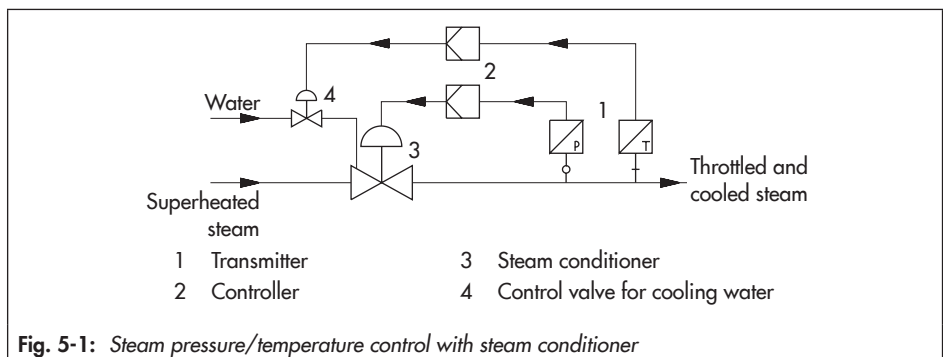 2
4
Water
1
3
P
T
Throttled and
cooled steam
Superheated
steam
1 Transmitter 3 Steam conditioner
2 Controller 4 Control valve for cooling water
Fig. 5-1: Steam pressure/temperature control with steam conditioner